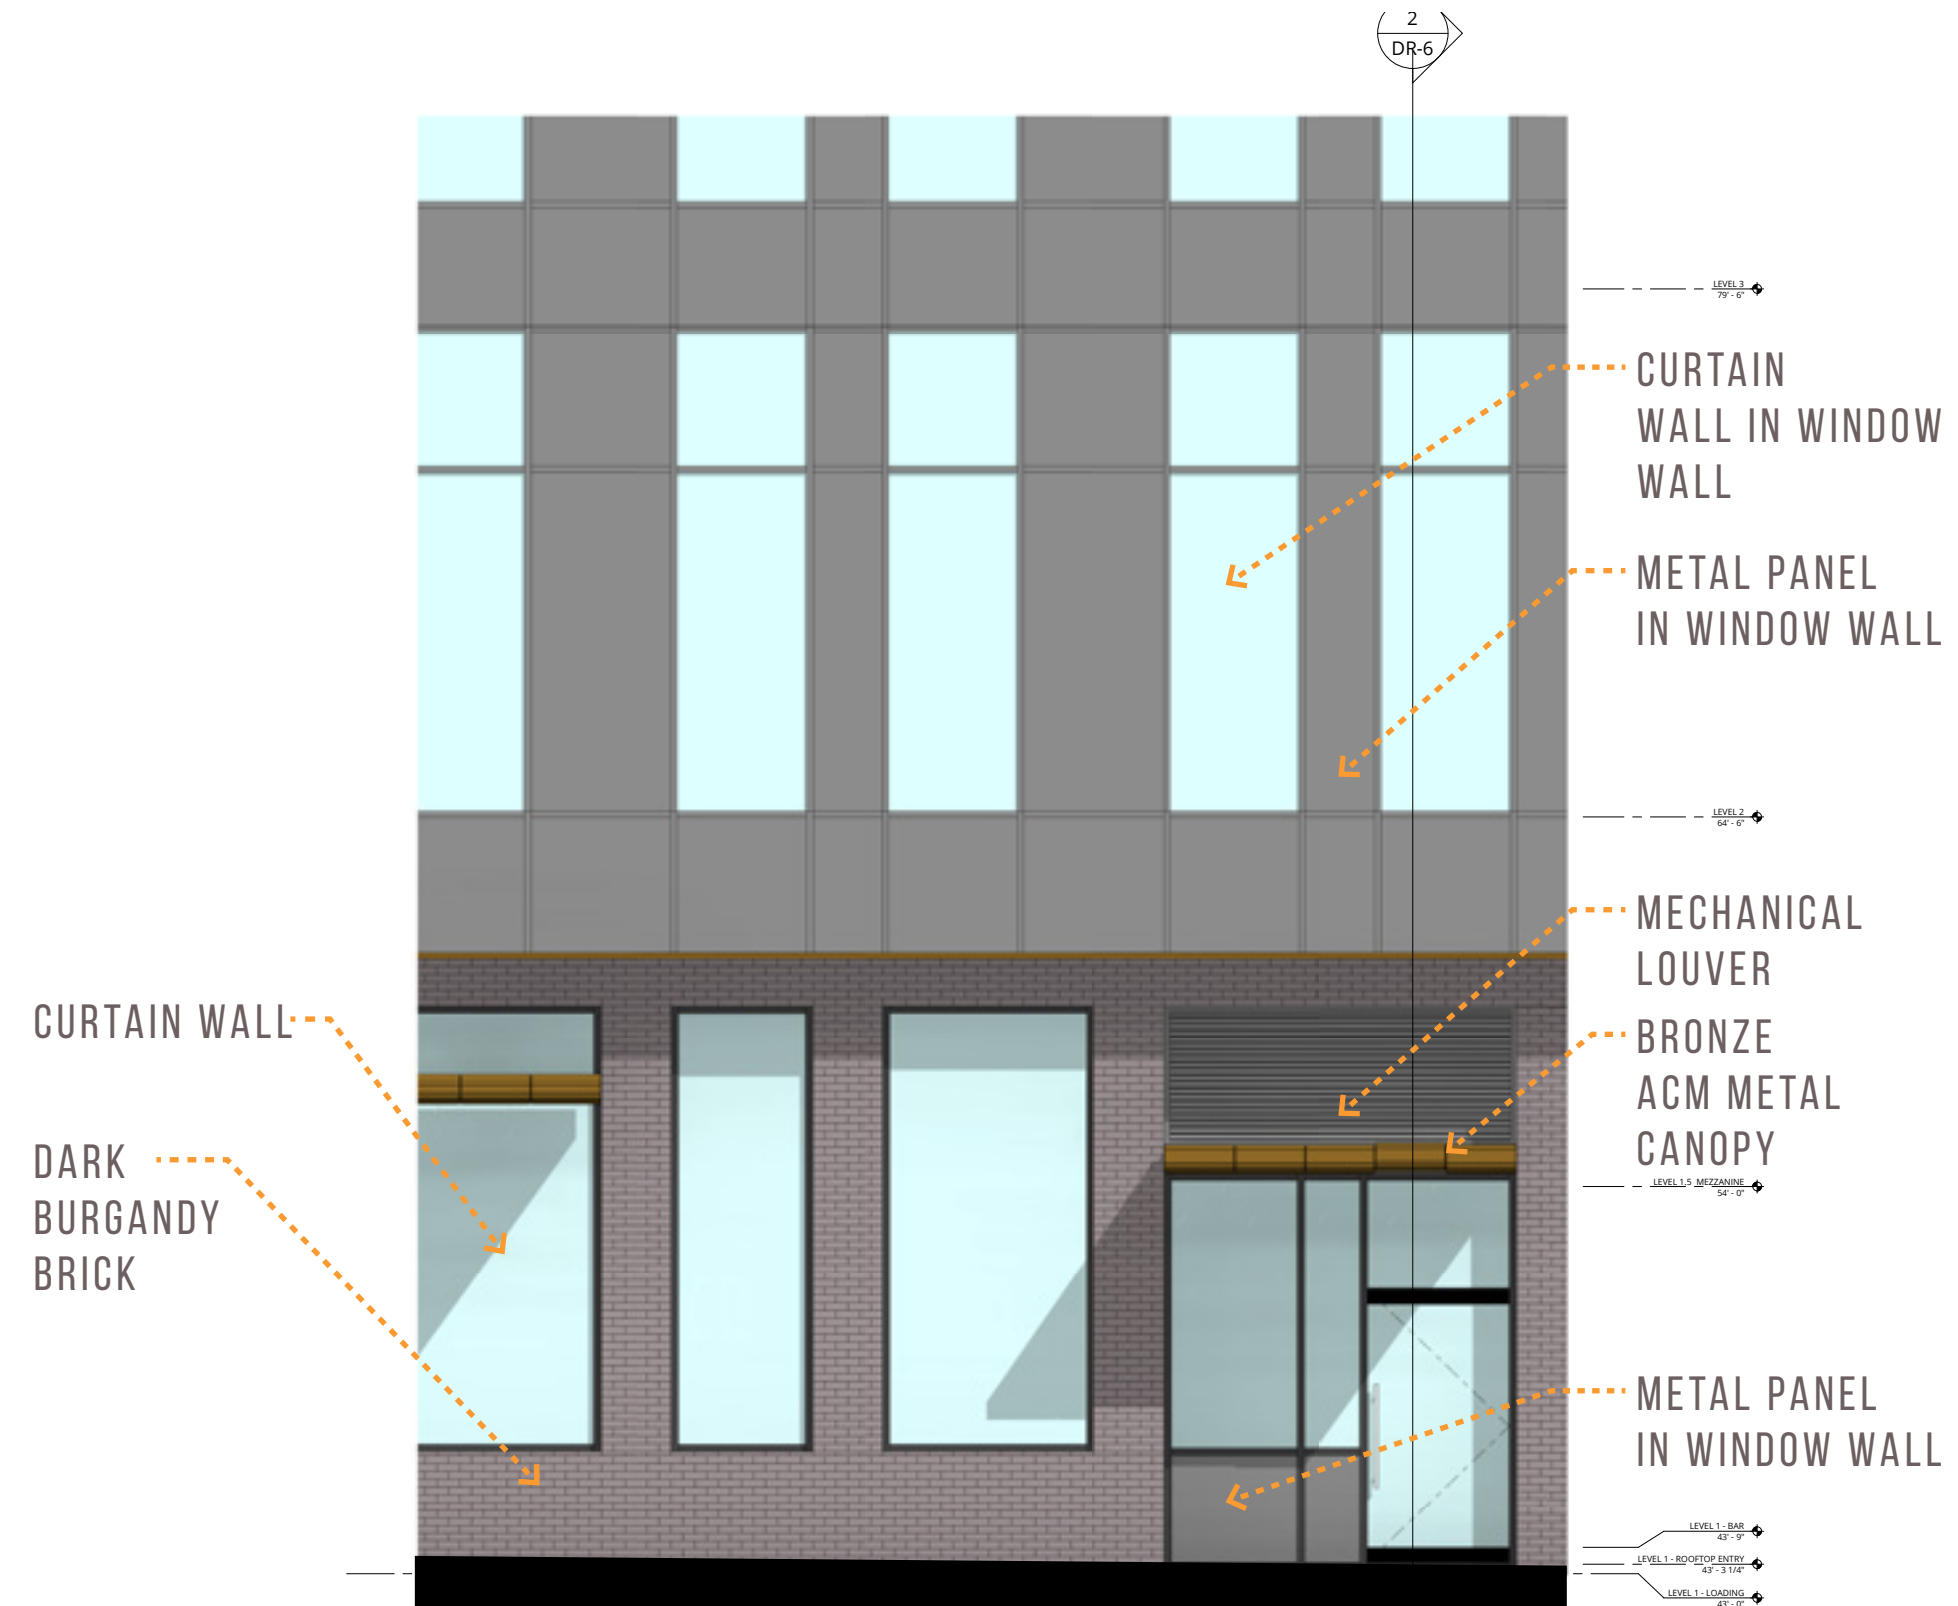 2
DR-6
LEVEL 3
79' - 6"
CURTAIN
WALL IN WINDOW
WALL
METAL PANEL
IN WINDOW WALL
LEVEL 2
64' - 6"
MECHANICAL
LOUVER
CURTAIN WALL
BRONZE
ACM METAL
CANOPY
DARK
BURGANDY
BRICK
LEVEL 1.5 MEZZANINE
54' - 0"
METAL PANEL
IN WINDOW WALL
LEVEL 1 - BAR
43' - 9"
LEVEL 1 - ROOFTOP ENTRY
43' - 3 1/4"
LEVEL 1 - LOADING
43' - 0"